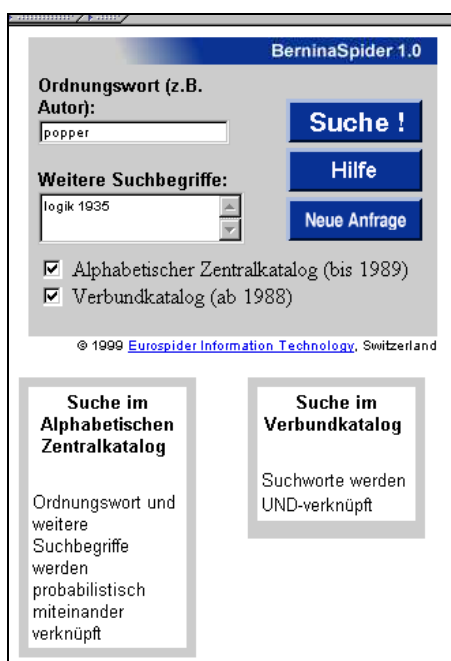 BerninaSpider 1.0
Ordnungswort (z.B.
Autor):
popper
Suche !
Hilfe
Weitere Suchbegriffe:
logik 1935
Neue Anfrage
Alphabetischer Zentralkatalog (bis 1989)
Verbundkatalog (ab 1988)
© 1999 Eurospider Information Technology, Switzerland
Suche im
Alphabetischen
Zentralkatalog
Ordnungswort und
weitere
Suchbegriffe
werden
probabilistisch
miteinander
verknüpft
Suche im
Verbundkatalog
Suchworte werden
UND-verknüpft